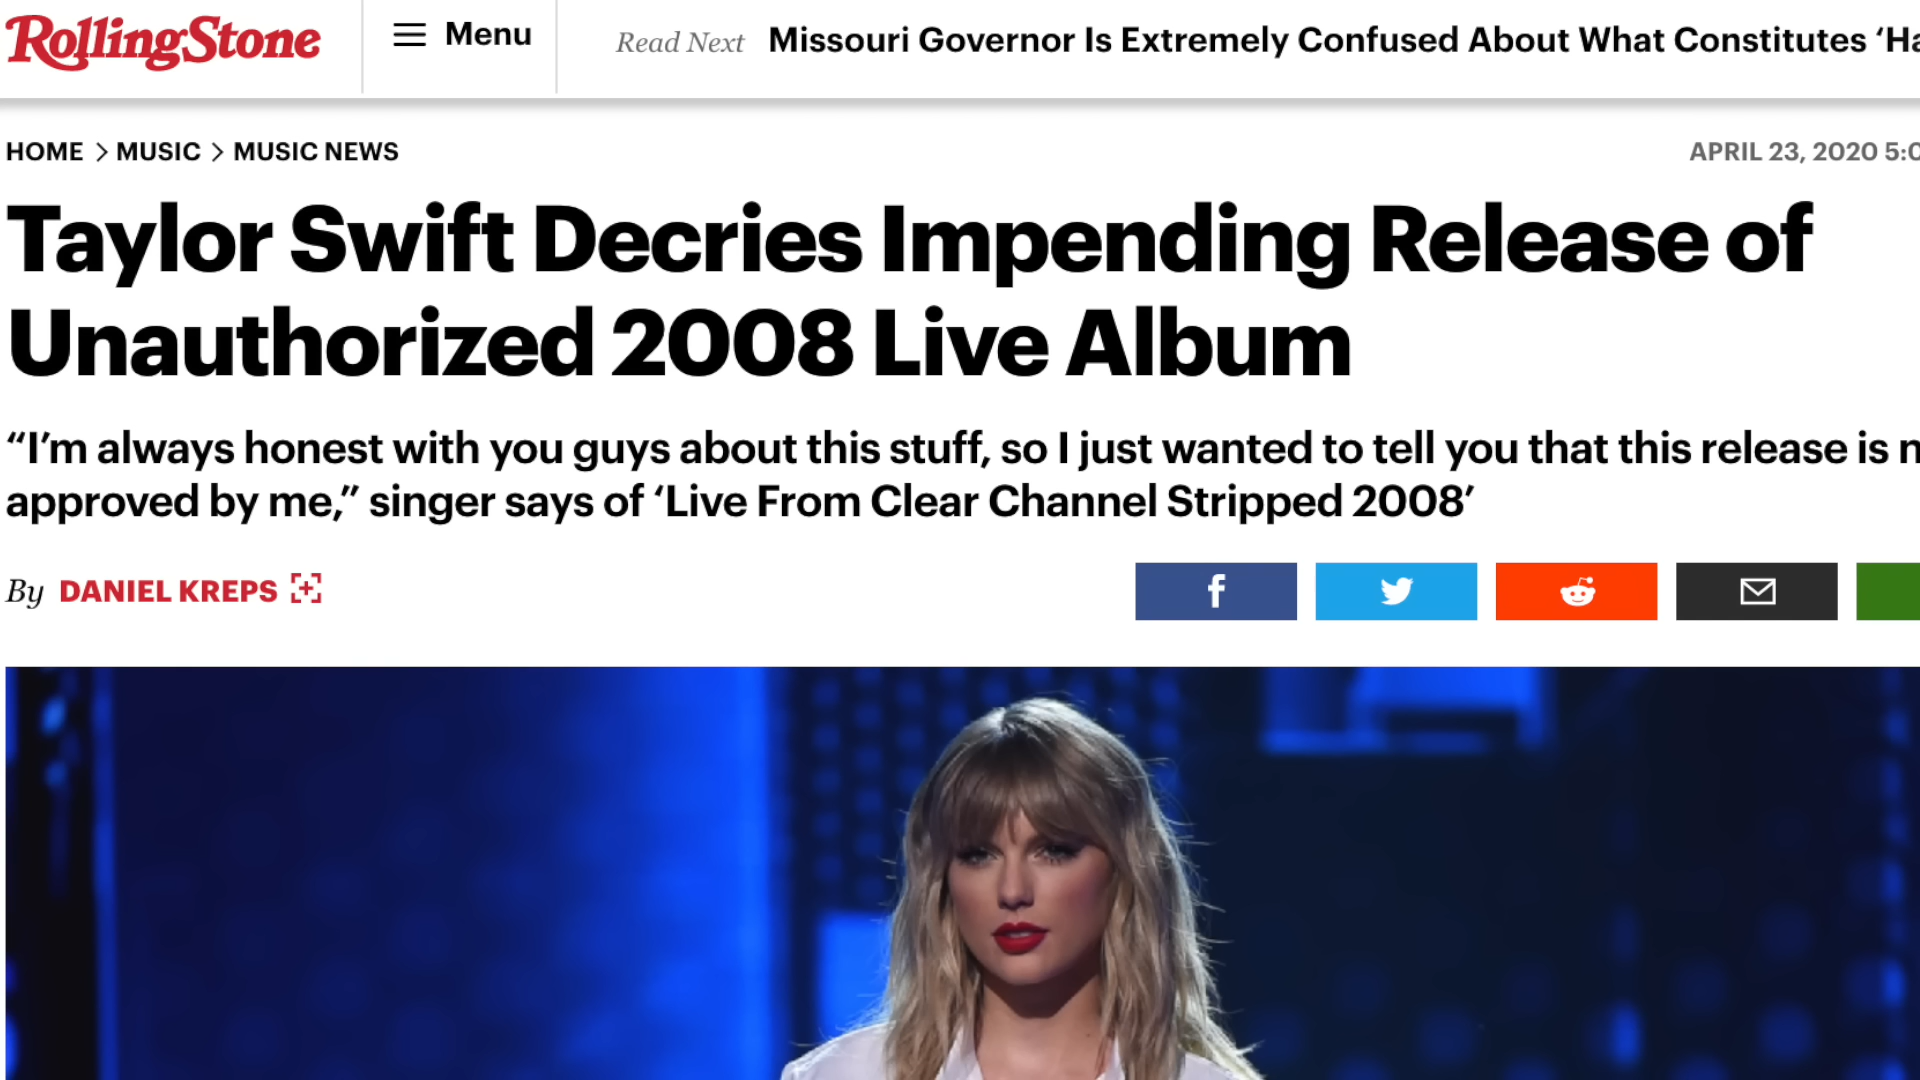 RollingStone
Menu
Read Next Missouri Governor Is Extremely Confused About What Constitutes
HOME > MUSIC > MUSIC NEWS
APRIL 23, 2020
Taylor Swift Decries Impending Release of
Unauthorized 2008 Live Album
“I’m always honest with you guys about this stuff, so I just wanted to tell you that this release is
approved by me,” singer says of ‘Live From Clear Channel Stripped 2008’
By DANIEL KREPS